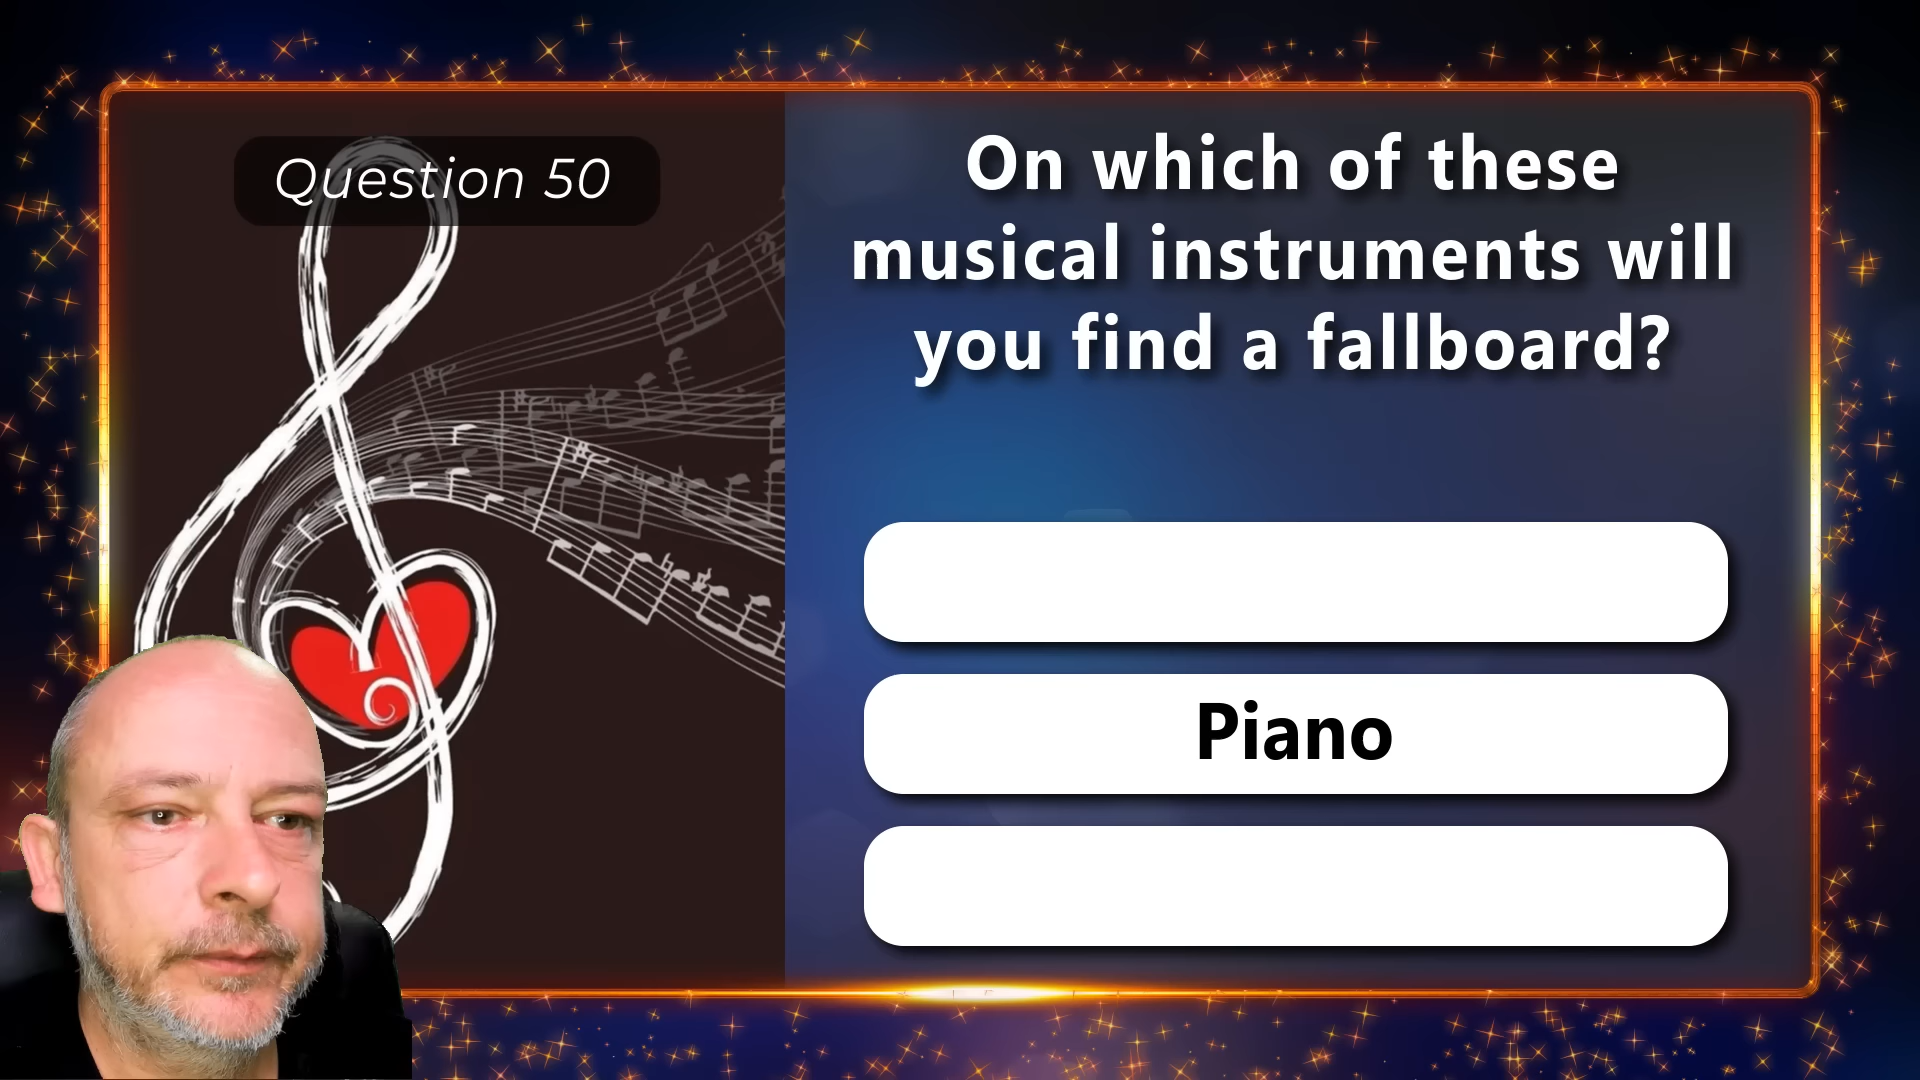 Question 50
On which of these
musical instruments will
you find a fallboard?
Piano